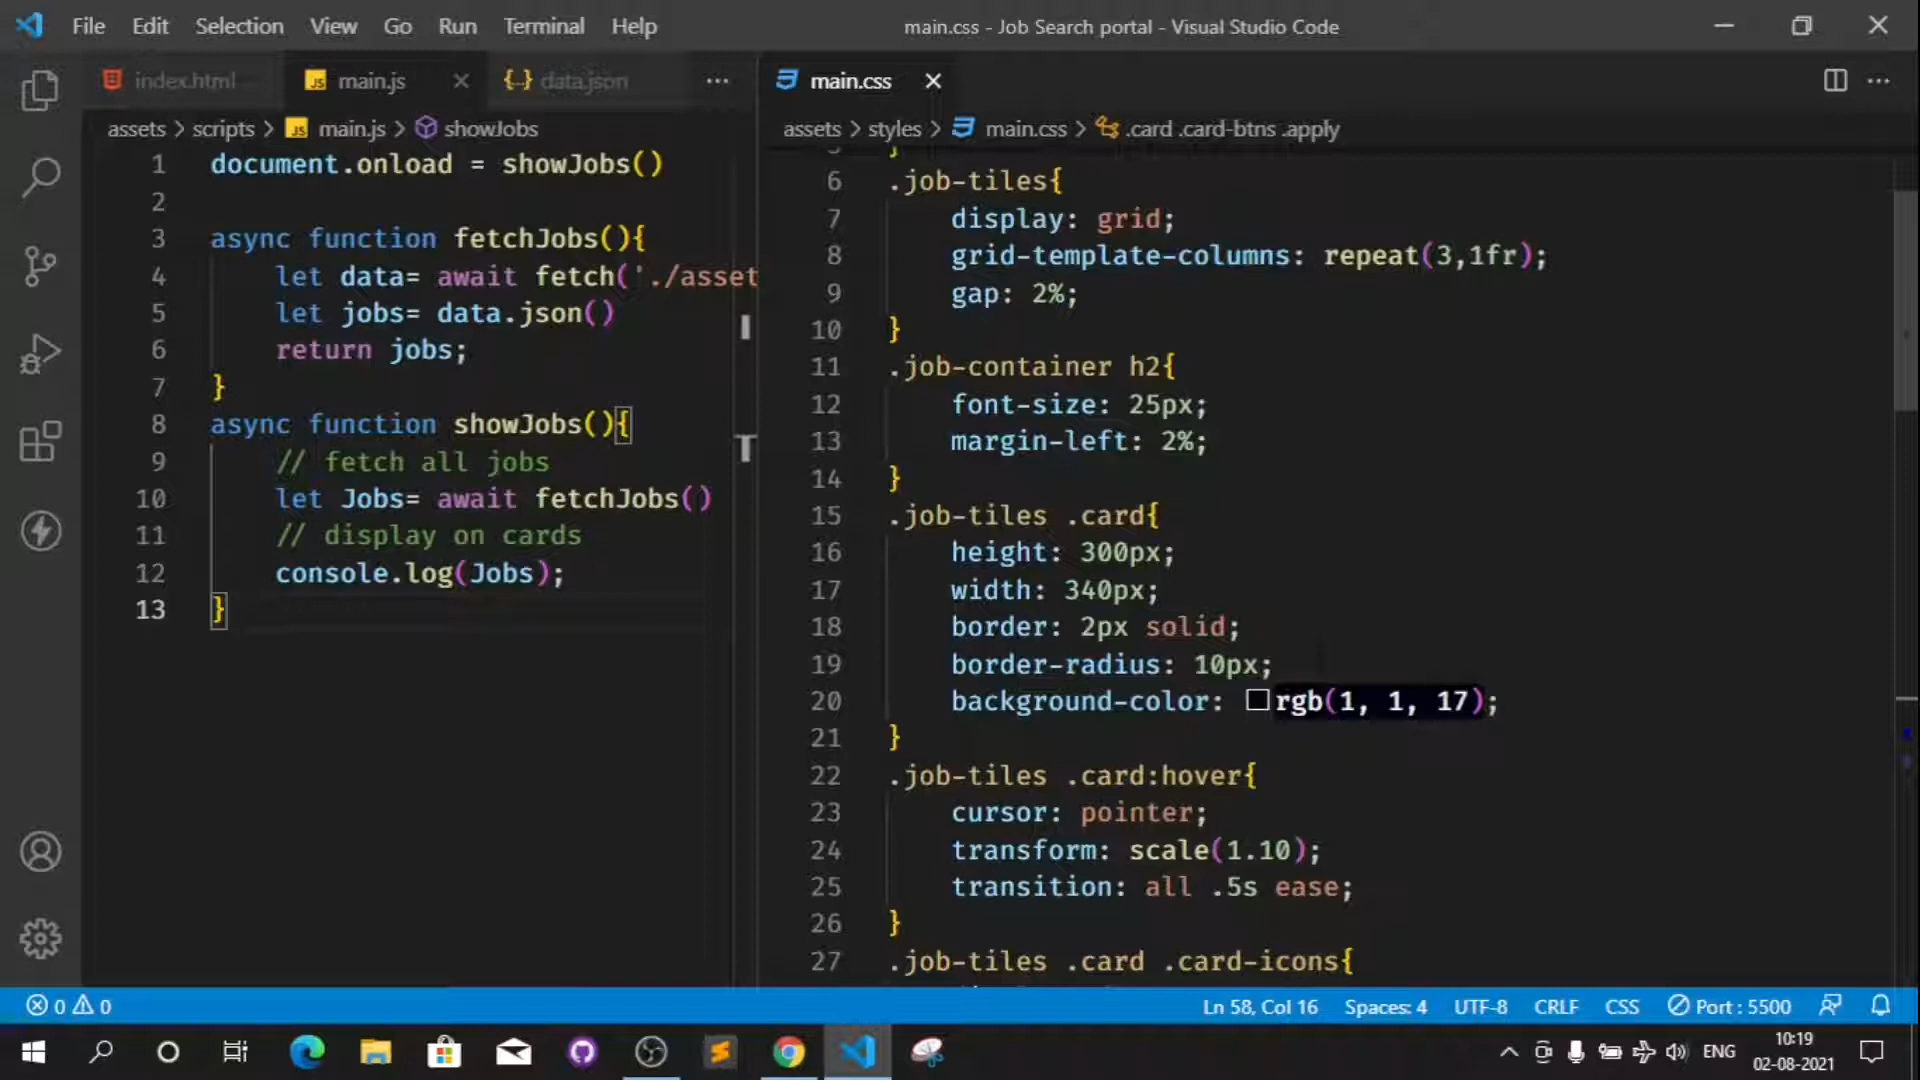 File Edit Selection View Go Run Terminal Help
main.css - Job Search portal - Visual Studio Code
index.html
JS main.js
{..} data.json
main.css
assets > scripts > JS main.js > showJobs
1 document.onload = showJobs()
2
3 async function fetchJobs(){
4 let data= await fetch('./asset
5 let jobs= data.json()
6 return jobs;
7 }
8 async function showJobs(){
9 // fetch all jobs
10 let Jobs= await fetchJobs()
11 // display on cards
12 console.log(Jobs);
13 }
assets > styles > main.css > .card .card-btns .apply
6 .job-tiles{
7 display: grid;
8 grid-template-columns: repeat(3,1fr);
9 gap: 2%;
10 }
11 .job-container h2{
12 font-size: 25px;
13 margin-left: 2%;
14 }
15 .job-tiles .card{
16 height: 300px;
17 width: 340px;
18 border: 2px solid;
19 border-radius: 10px;
20 background-color: rgb(1, 1, 17);
21 }
22 .job-tiles .card:hover{
23 cursor: pointer;
24 transform: scale(1.10);
25 transition: all .5s ease;
26 }
27 .job-tiles .card .card-icons{
0 0
Ln 58, Col 16 Spaces: 4 UTF-8 CRLF CSS Port : 5500
ENG
10:19
02-08-2021